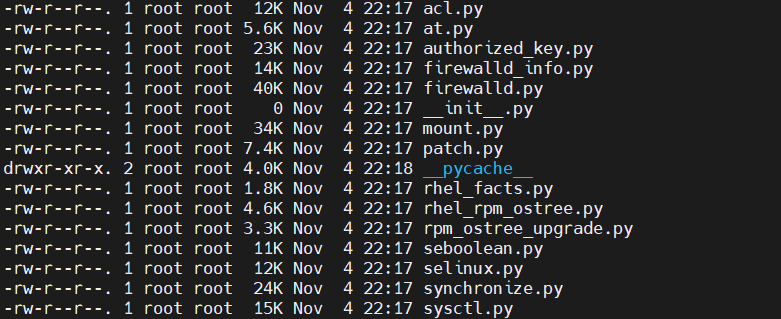 -rw-r--r--. 1 root root  12K Nov  4 22:17 acl.py
-rw-r--r--. 1 root root 5.6K Nov  4 22:17 at.py
-rw-r--r--. 1 root root  23K Nov  4 22:17 authorized_key.py
-rw-r--r--. 1 root root  14K Nov  4 22:17 firewalld_info.py
-rw-r--r--. 1 root root  40K Nov  4 22:17 firewalld.py
-rw-r--r--. 1 root root    0 Nov  4 22:17 __init__.py
-rw-r--r--. 1 root root  34K Nov  4 22:17 mount.py
-rw-r--r--. 1 root root 7.4K Nov  4 22:17 patch.py
drwxr-xr-x. 2 root root 4.0K Nov  4 22:18 __pycache__
-rw-r--r--. 1 root root 1.8K Nov  4 22:17 rhel_facts.py
-rw-r--r--. 1 root root 4.6K Nov  4 22:17 rhel_rpm_ostree.py
-rw-r--r--. 1 root root 3.3K Nov  4 22:17 rpm_ostree_upgrade.py
-rw-r--r--. 1 root root  11K Nov  4 22:17 seboolean.py
-rw-r--r--. 1 root root  12K Nov  4 22:17 selinux.py
-rw-r--r--. 1 root root  24K Nov  4 22:17 synchronize.py
-rw-r--r--. 1 root root  15K Nov  4 22:17 sysctl.py